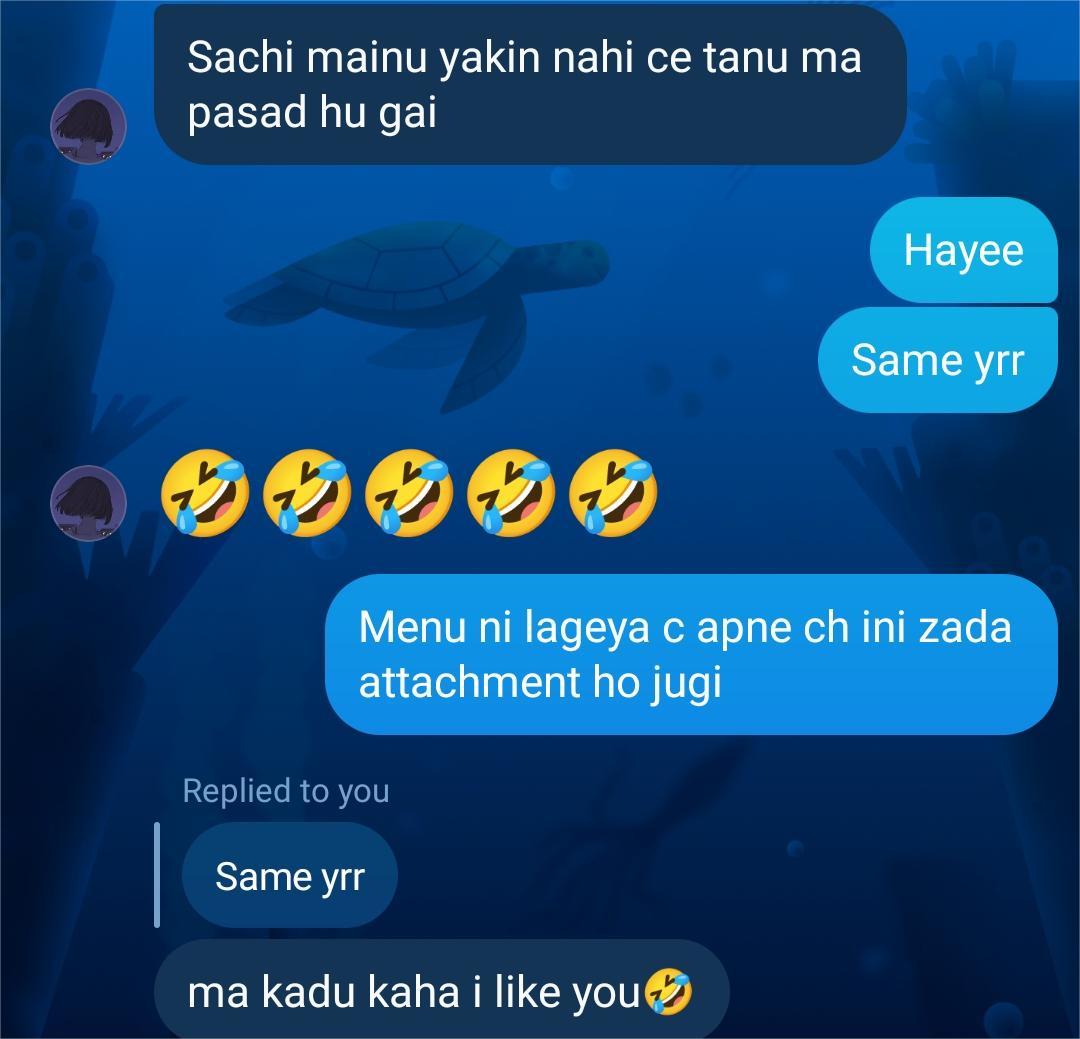 Sachi mainu yakin nahi ce tanu ma
pasad hu gai
Hayee
Same yrr
🤣🤣🤣🤣🤣
Menu ni lageya c apne ch ini zada
attachment ho jugi
Replied to you
Same yrr
ma kadu kaha i like you🤣